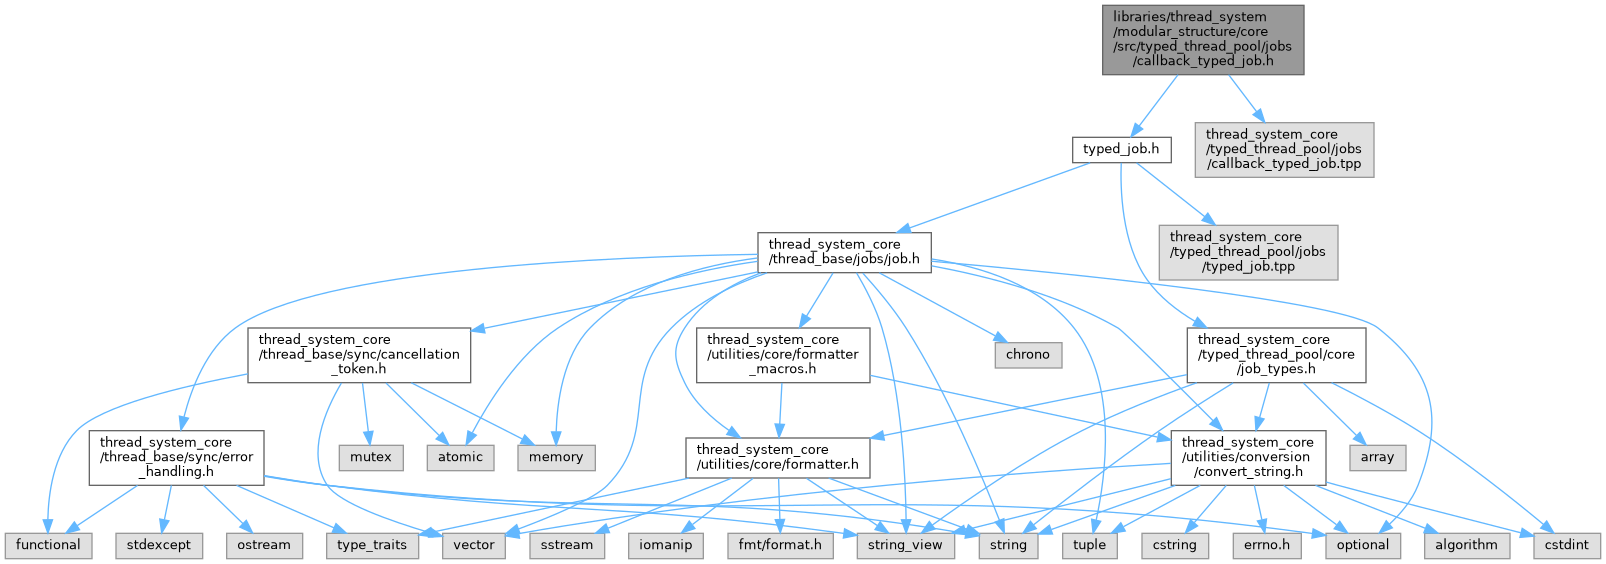 libraries/thread_system
/modular_structure/core
/src/typed_thread_pool/jobs
/callback_typed_job.h
typed_job.h
thread_system_core
/typed_thread_pool/jobs
/callback_typed_job.tpp
thread_system_core
/thread_base/jobs/job.h
thread_system_core
/typed_thread_pool/jobs
/typed_job.tpp
thread_system_core
/thread_base/sync/cancellation
_token.h
thread_system_core
/utilities/core/formatter
_macros.h
chrono
thread_system_core
/typed_thread_pool/core
/job_types.h
thread_system_core
/thread_base/sync/error
_handling.h
mutex
atomic
memory
thread_system_core
/utilities/core/formatter.h
thread_system_core
/utilities/conversion
/convert_string.h
array
functional
stdexcept
ostream
type_traits
vector
sstream
iomanip
fmt/format.h
string_view
string
tuple
cstring
errno.h
optional
algorithm
cstdint